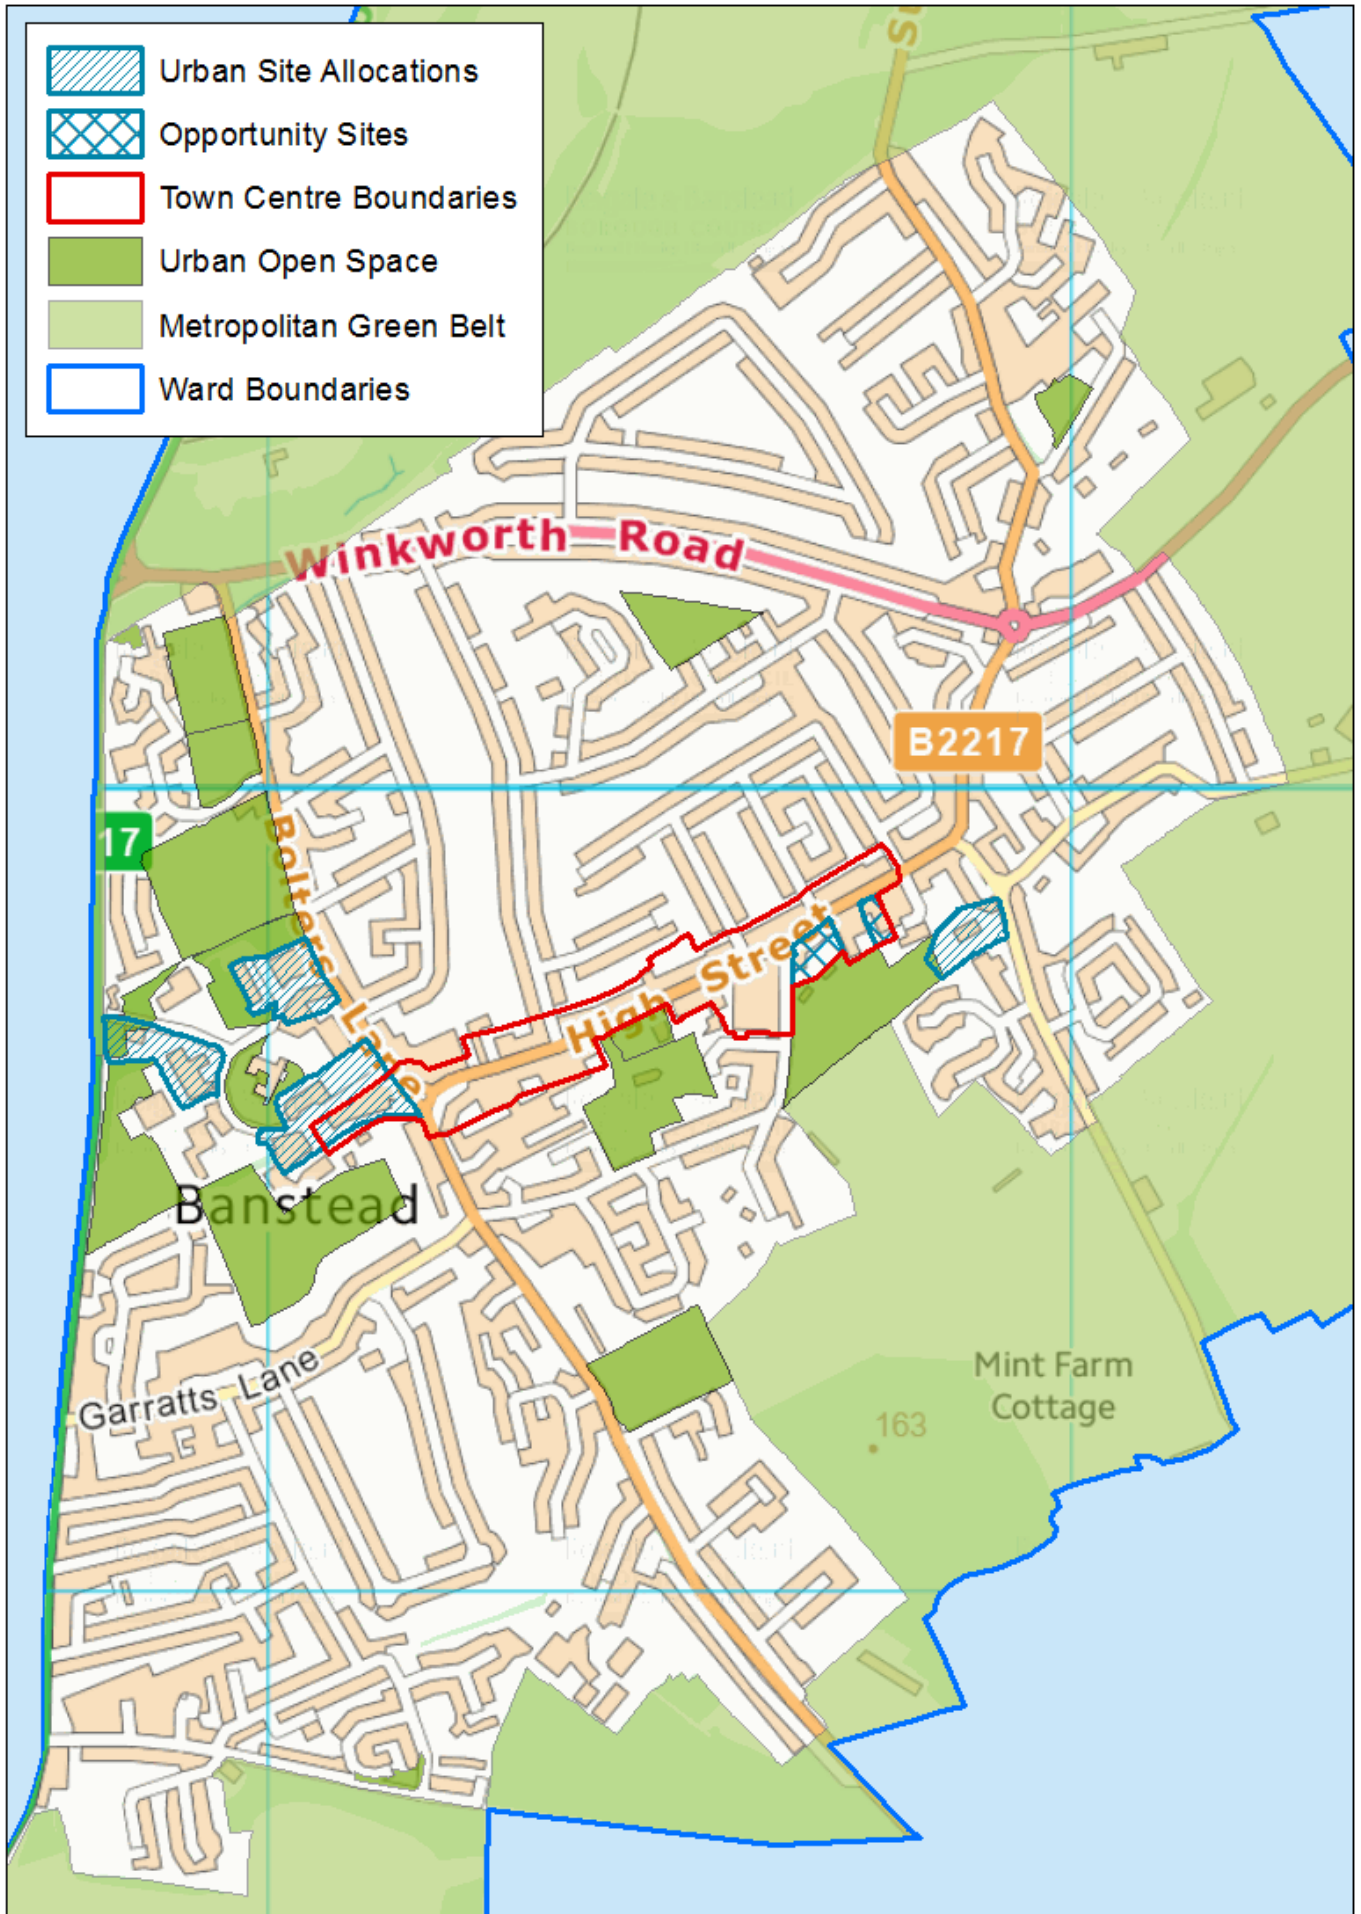 Urban Site Allocations
Opportunity Sites
Town Centre Boundaries
Urban Open Space
Metropolitan Green Belt
Ward Boundaries
Winkworth Road
B2217
17
Bolters Lane
High Street
Banstead
Garratts Lane
Mint Farm
Cottage
163